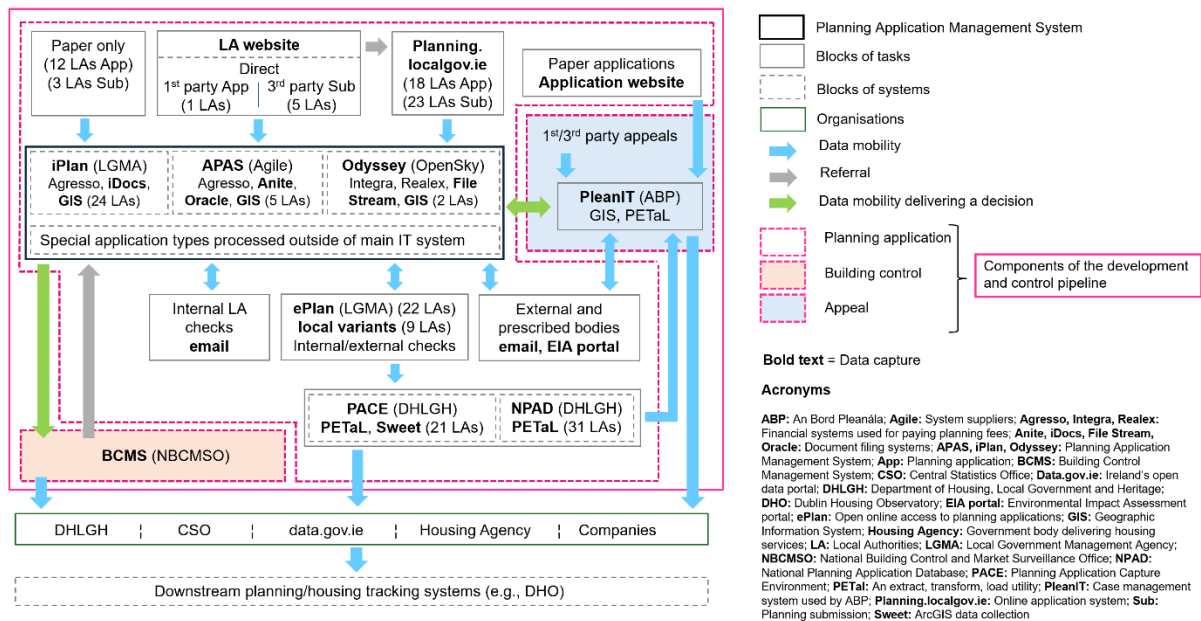 Paper only
(12 LAs App)
(3 LAs Sub)
LA website
Direct
1st party App
(1 LAs)
3rd party Sub
(5 LAs)
Planning.
localgov.ie
(18 LAs App)
(23 LAs Sub)
Paper applications
Application website
1st/3rd party appeals
iPlan (LGMA)
Agresso, iDocs,
GIS (24 LAs)
APAS (Agile)
Agresso, Anite,
Oracle, GIS (5 LAs)
Odyssey (OpenSky)
Integra, Realex, File
Stream, GIS (2 LAs)
PleanIT (ABP)
GIS, PETaL
Special application types processed outside of main IT system
Internal LA
checks
email
ePlan (LGMA) (22 LAs)
local variants (9 LAs)
Internal/external checks
External and
prescribed bodies
email, EIA portal
PACE (DHLGH)
PETaL, Sweet (21 LAs)
NPAD (DHLGH)
PETaL (31 LAs)
BCMS (NBCMSO)
DHLGH ¦ CSO ¦ data.gov.ie ¦ Housing Agency ¦ Companies
Downstream planning/housing tracking systems (e.g., DHO)
Planning Application Management System
Blocks of tasks
Blocks of systems
Organisations
Data mobility
Referral
Data mobility delivering a decision
Planning application
Building control
Appeal
Components of the development
and control pipeline
Bold text = Data capture
Acronyms
ABP: An Bord Pleanála; Agile: System suppliers; Agresso, Integra, Realex:
Financial systems used for paying planning fees; Anite, iDocs, File Stream,
Oracle: Document filing systems; APAS, iPlan, Odyssey: Planning Application
Management System; App: Planning application; BCMS: Building Control
Management System; CSO: Central Statistics Office; Data.gov.ie: Ireland's open
data portal; DHLGH: Department of Housing, Local Government and Heritage;
DHO: Dublin Housing Observatory; EIA portal: Environmental Impact Assessment
portal; ePlan: Open online access to planning applications; GIS: Geographic
Information System; Housing Agency: Government body delivering housing
services; LA: Local Authorities; LGMA: Local Government Management Agency;
NBCMSO: National Building Control and Market Surveillance Office; NPAD:
National Planning Application Database; PACE: Planning Application Capture
Environment; PETal: An extract, transform, load utility; PleanIT: Case management
system used by ABP; Planning.localgov.ie: Online application system; Sub:
Planning submission; Sweet: ArcGIS data collection